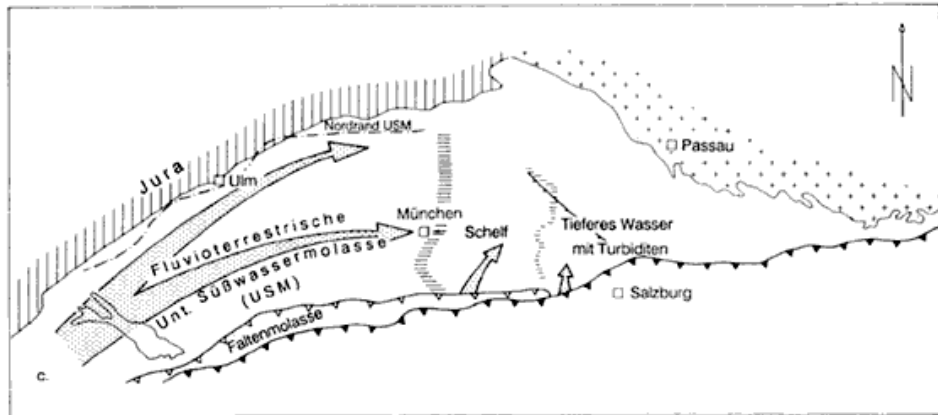 N
Nordrand USM
Passau
Jura
Ulm
München
Schelf
Tieferes Wasser
mit Turbiditen
Fluvioterrestrische
Unt. Süßwassermolasse
(USM)
Salzburg
Faltenmolasse
c.